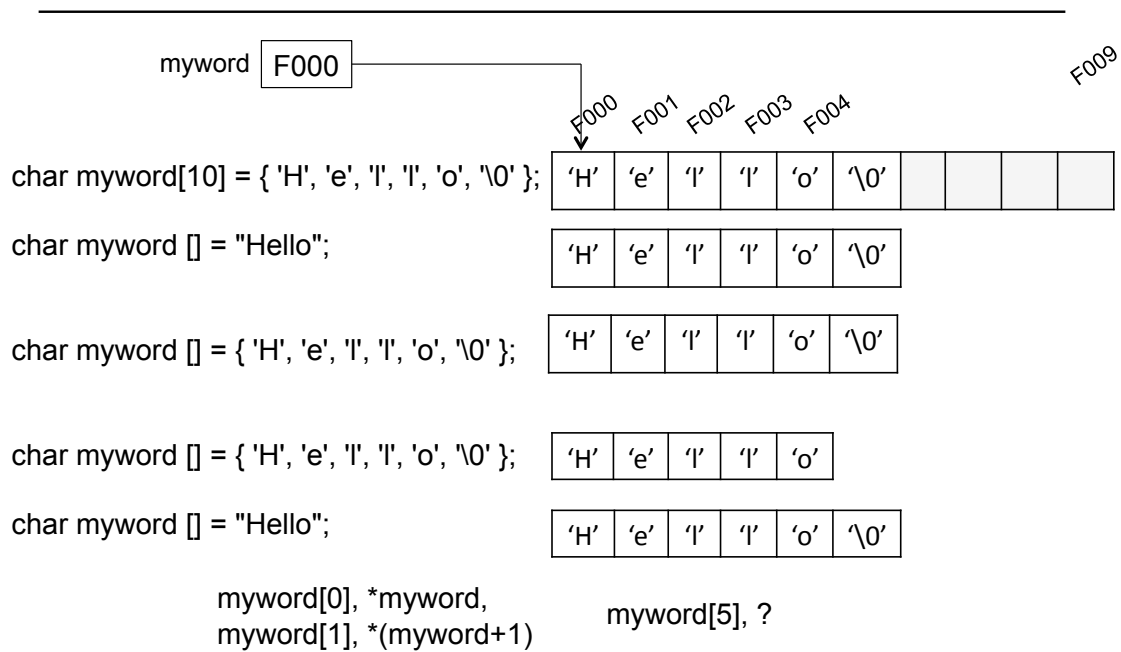 myword F000
F000 F001 F002 F003 F004 F009
char myword[10] = { 'H', 'e', 'l', 'l', 'o', '\0' }; ‘H’ ‘e’ ‘l’ ‘l’ ‘o’ ‘\0’
char myword [] = "Hello"; ‘H’ ‘e’ ‘l’ ‘l’ ‘o’ ‘\0’
char myword [] = { 'H', 'e', 'l', 'l', 'o', '\0' }; ‘H’ ‘e’ ‘l’ ‘l’ ‘o’ ‘\0’
char myword [] = { 'H', 'e', 'l', 'l', 'o', '\0' }; ‘H’ ‘e’ ‘l’ ‘l’ ‘o’
char myword [] = "Hello"; ‘H’ ‘e’ ‘l’ ‘l’ ‘o’ ‘\0’
myword[0], *myword,
myword[1], *(myword+1)
myword[5], ?